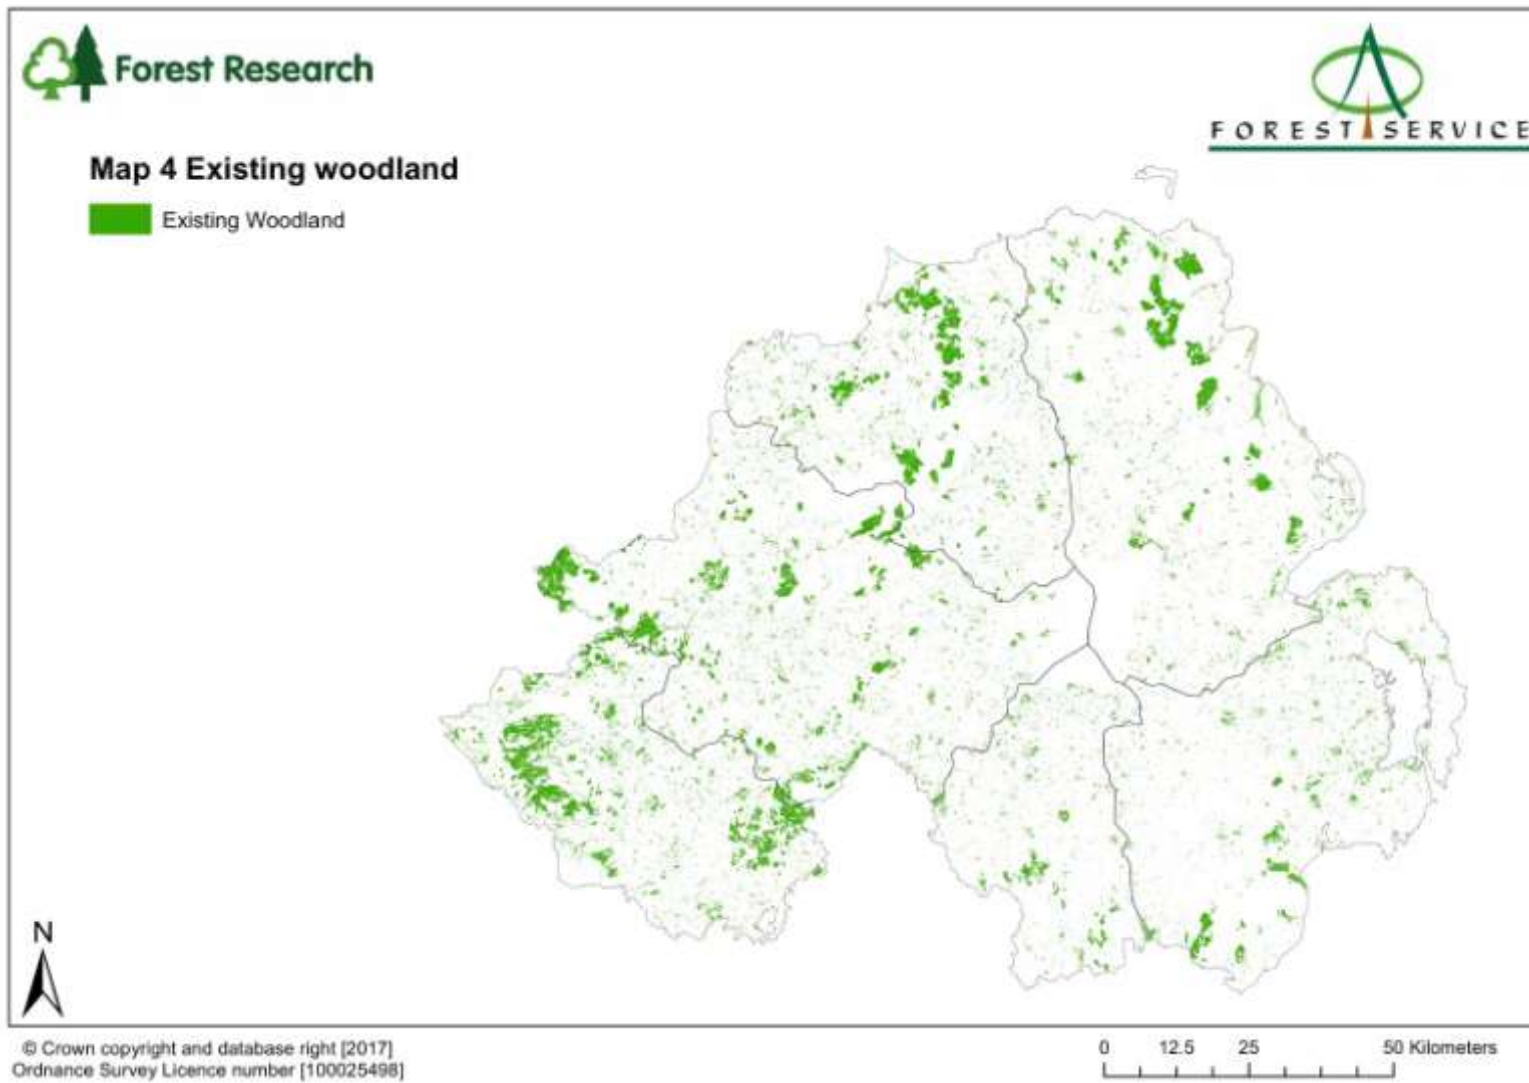 Forest Research
FOREST SERVICE
Map 4 Existing woodland
Existing Woodland
N
© Crown copyright and database right [2017]
Ordnance Survey Licence number [100025498]
0 12.5 25 50 Kilometers